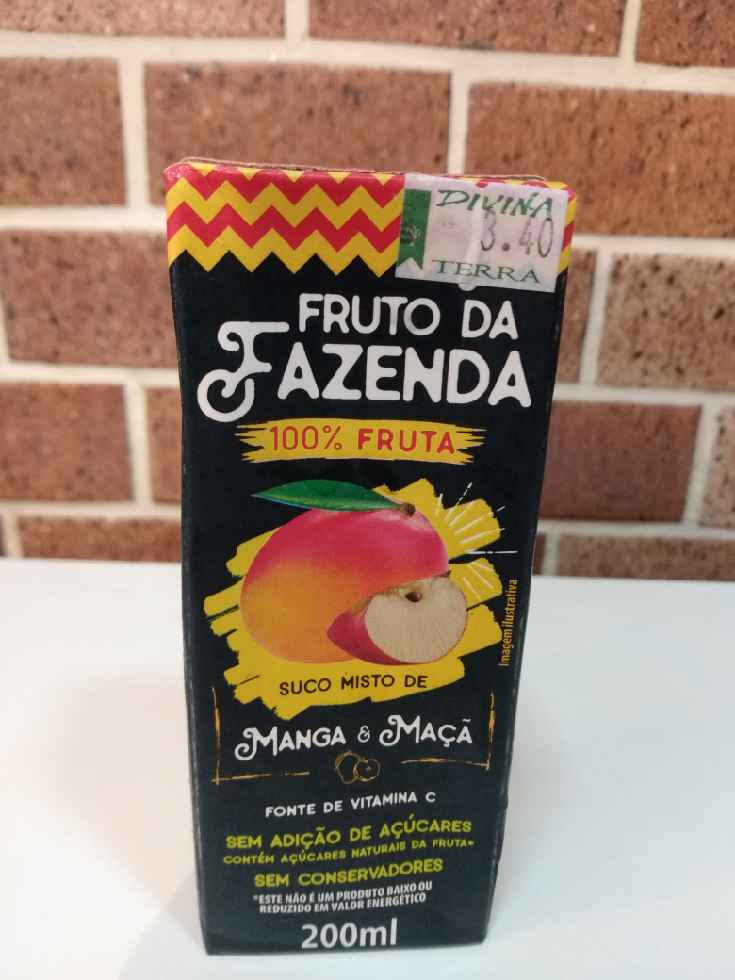 DIVINA
3.40
TERRA
FRUTO DA
FAZENDA
100% FRUTA
Imagem ilustrativa
SUCO MISTO DE
MANGA & MAÇÃ
FONTE DE VITAMINA C
SEM ADIÇÃO DE AÇÚCARES
CONTÉM AÇÚCARES NATURAIS DA FRUTA*
SEM CONSERVADORES
*ESTE NÃO É UM PRODUTO BAIXO OU
REDUZIDO EM VALOR ENERGÉTICO
200ml